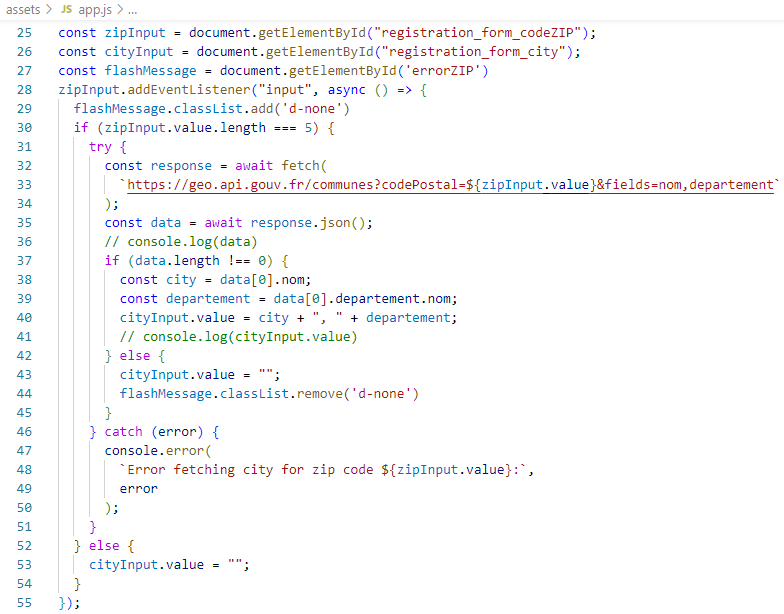 assets > JS app.js > ...
25 const zipInput = document.getElementById("registration_form_codeZIP");
26 const cityInput = document.getElementById("registration_form_city");
27 const flashMessage = document.getElementById('errorZIP')
28 zipInput.addEventListener("input", async () => {
29   flashMessage.classList.add('d-none')
30   if (zipInput.value.length === 5) {
31     try {
32       const response = await fetch(
33         `https://geo.api.gouv.fr/communes?codePostal=${zipInput.value}&fields=nom,departement`
34       );
35       const data = await response.json();
36       // console.log(data)
37       if (data.length !== 0) {
38         const city = data[0].nom;
39         const departement = data[0].departement.nom;
40         cityInput.value = city + ", " + departement;
41         // console.log(cityInput.value)
42       } else {
43         cityInput.value = "";
44         flashMessage.classList.remove('d-none')
45       }
46     } catch (error) {
47       console.error(
48         `Error fetching city for zip code ${zipInput.value}:`,
49         error
50       );
51     }
52   } else {
53     cityInput.value = "";
54   }
55 });